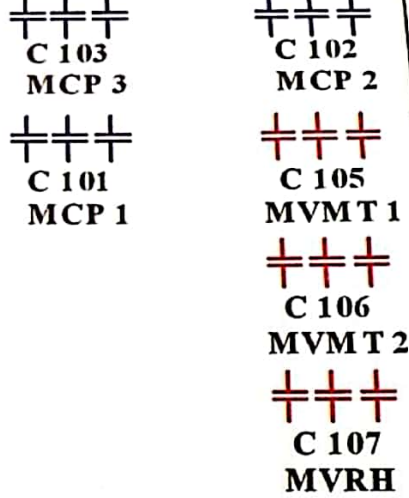 C 103
MCP 3
C 102
MCP 2
C 101
MCP 1
C 105
MVMT 1
C 106
MVMT 2
C 107
MVRH